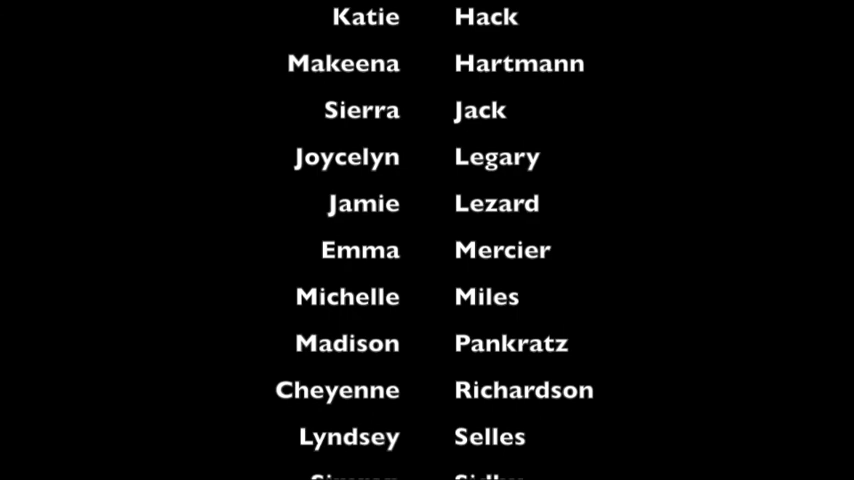 Katie Hack
Makeena Hartmann
Sierra Jack
Joycelyn Legary
Jamie Lezard
Emma Mercier
Michelle Miles
Madison Pankratz
Cheyenne Richardson
Lyndsey Selles